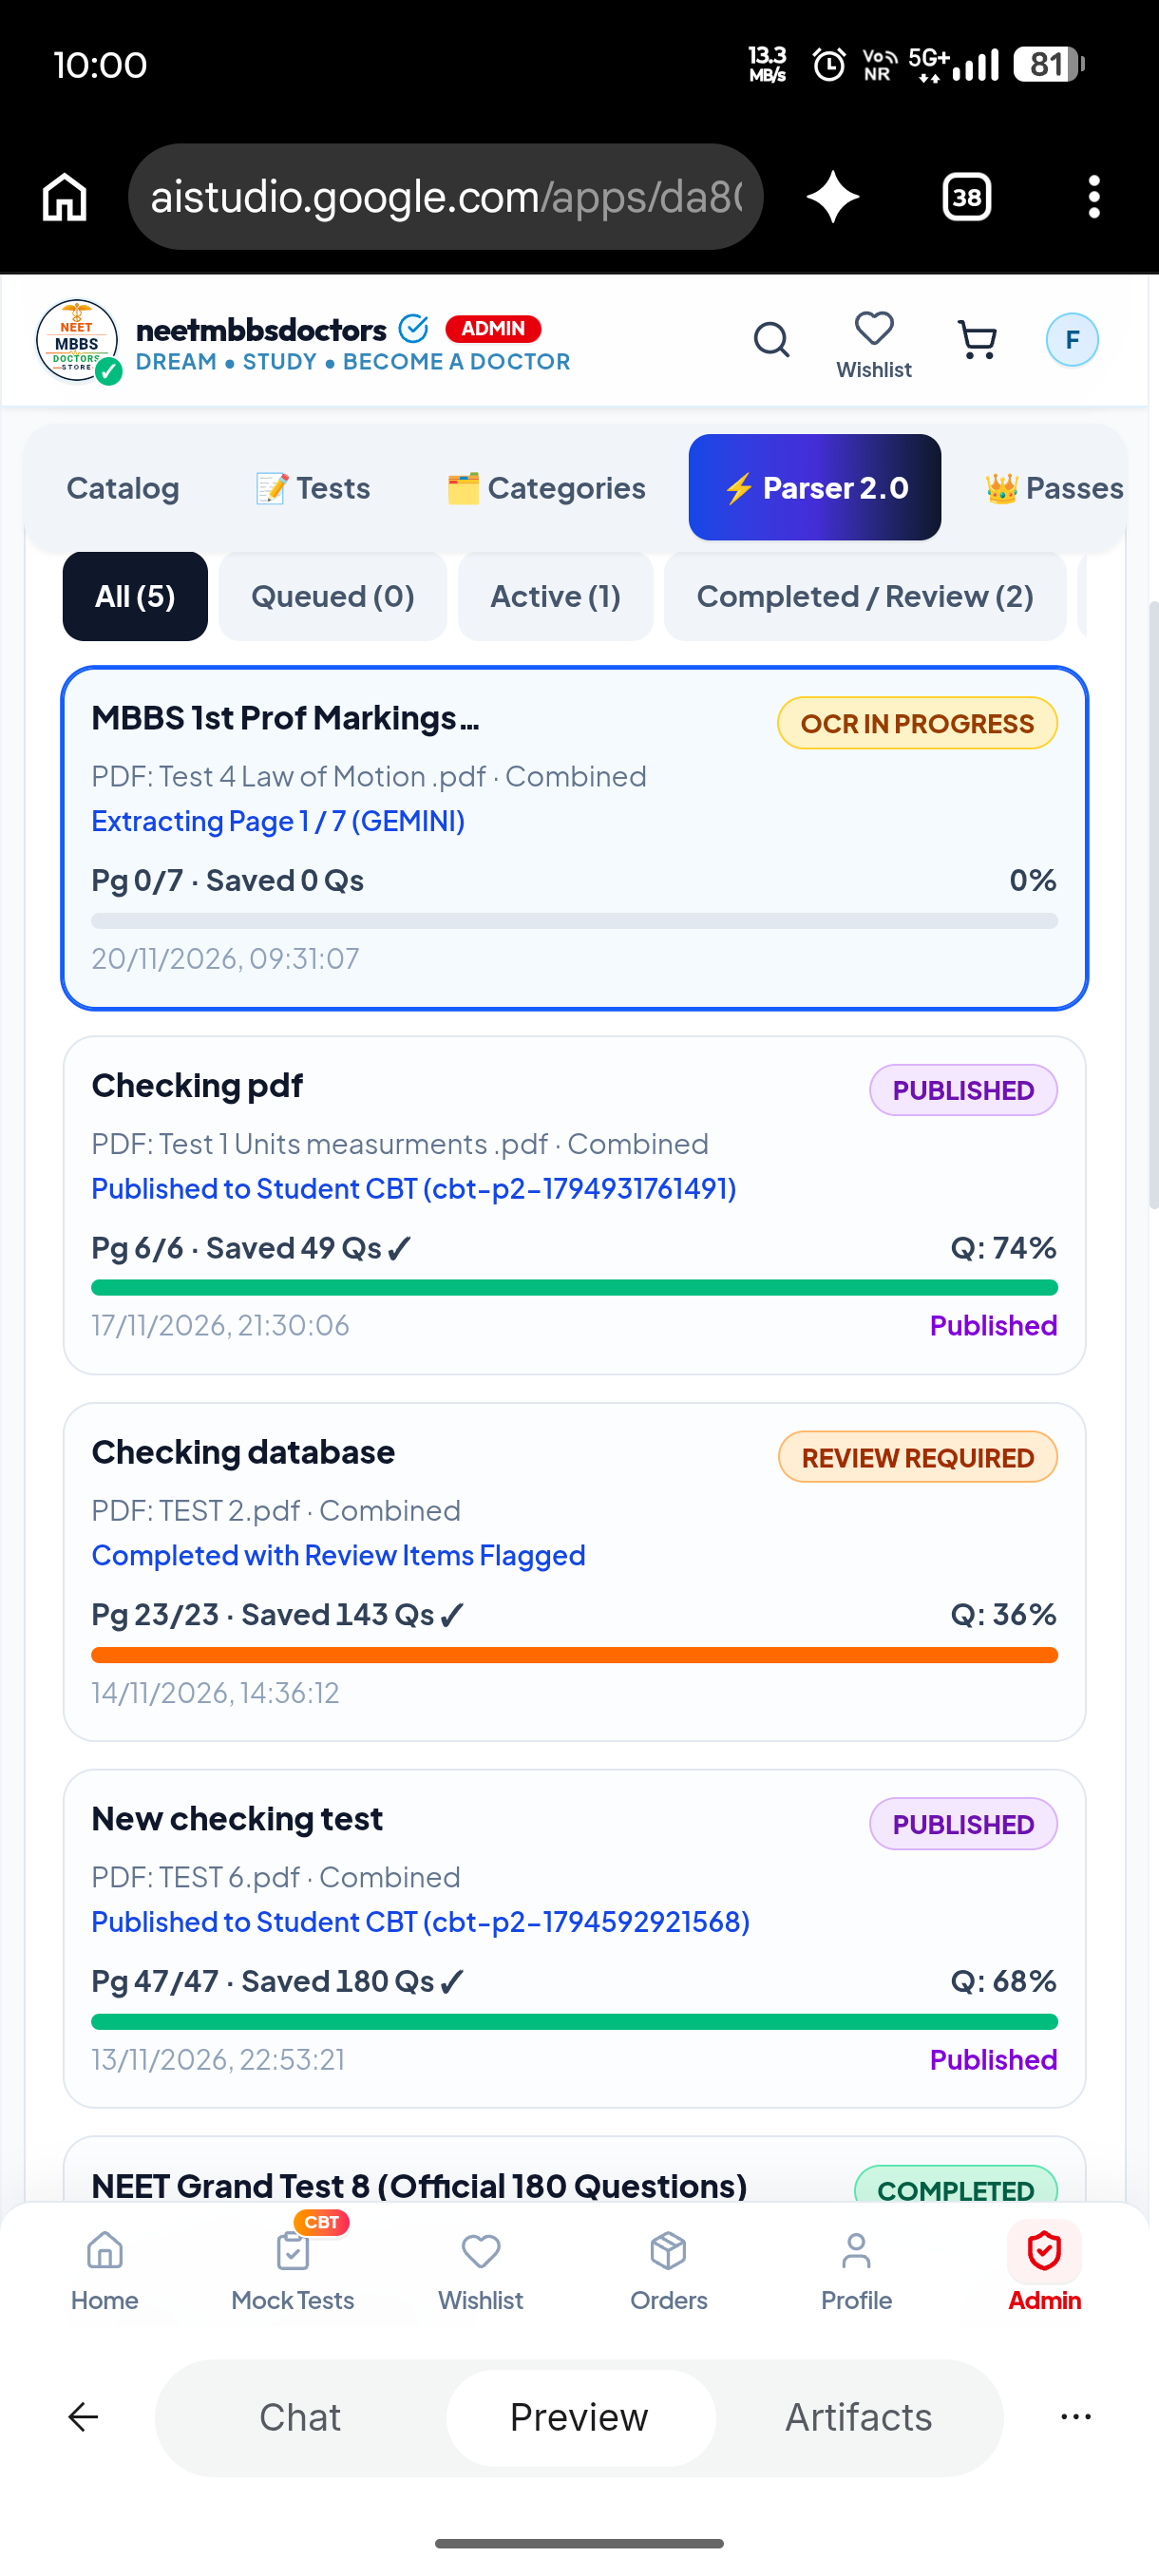 10:00
13.3 MB/s
Vo NR
5G+
81
aistudio.google.com/apps/da8
38
NEET
MBBS
DOCTORS
STORE
neetmbbsdoctors
ADMIN
DREAM • STUDY • BECOME A DOCTOR
Wishlist
F
Catalog
📝 Tests
🗂️ Categories
⚡ Parser 2.0
👑 Passes
All (5)
Queued (0)
Active (1)
Completed / Review (2)
MBBS 1st Prof Markings...
OCR IN PROGRESS
PDF: Test 4 Law of Motion .pdf · Combined
Extracting Page 1 / 7 (GEMINI)
Pg 0/7 · Saved 0 Qs
0%
20/11/2026, 09:31:07
Checking pdf
PUBLISHED
PDF: Test 1 Units measurments .pdf · Combined
Published to Student CBT (cbt-p2-1794931761491)
Pg 6/6 · Saved 49 Qs ✓
Q: 74%
17/11/2026, 21:30:06
Published
Checking database
REVIEW REQUIRED
PDF: TEST 2.pdf · Combined
Completed with Review Items Flagged
Pg 23/23 · Saved 143 Qs ✓
Q: 36%
14/11/2026, 14:36:12
New checking test
PUBLISHED
PDF: TEST 6.pdf · Combined
Published to Student CBT (cbt-p2-1794592921568)
Pg 47/47 · Saved 180 Qs ✓
Q: 68%
13/11/2026, 22:53:21
Published
NEET Grand Test 8 (Official 180 Questions)
COMPLETED
CBT
Home
Mock Tests
Wishlist
Orders
Profile
Admin
Chat
Preview
Artifacts